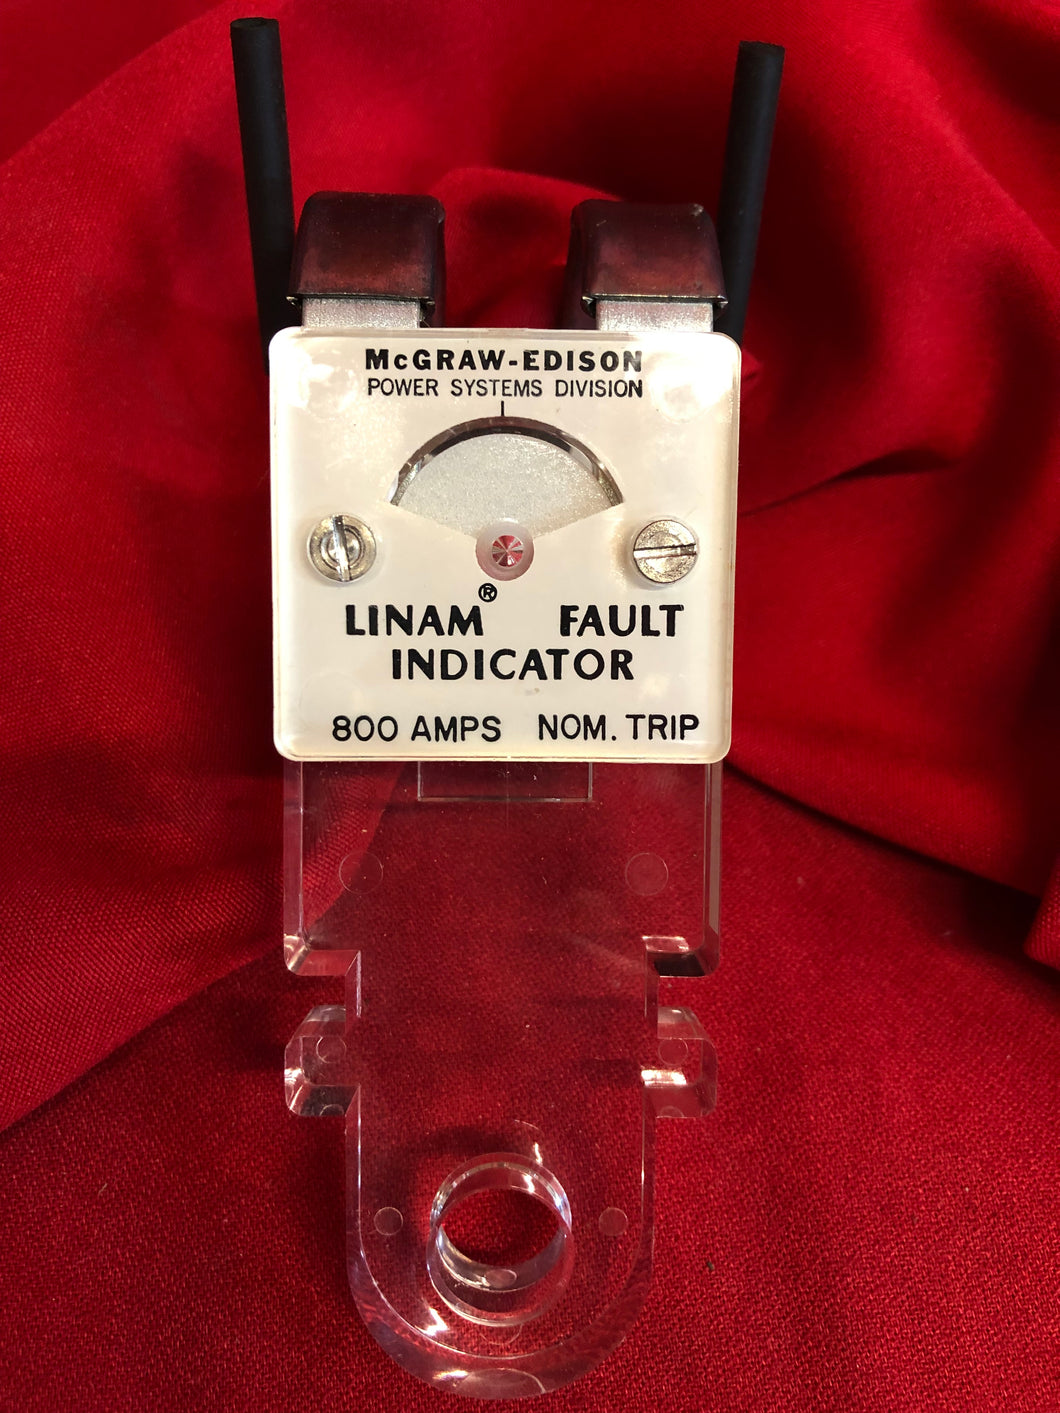 McGRAW-EDISON
POWER SYSTEMS DIVISION
LINAM® FAULT
INDICATOR
800 AMPS NOM. TRIP